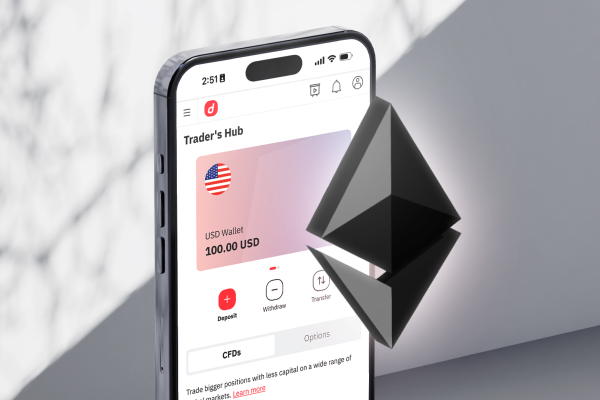 2:51
d
Trader's Hub
USD Wallet
100.00 USD
Deposit
Withdraw
Transfer
CFDs
Options
Trade bigger positions with less capital on a wide range of
markets. Learn more